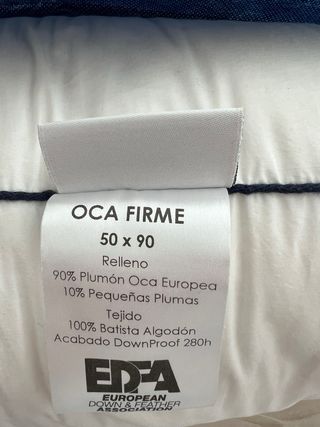 OCA FIRME
50 x 90
Relleno
90% Plumón Oca Europea
10% Pequeñas Plumas
Tejido
100% Batista Algodón
Acabado DownProof 280h
EDFA
EUROPEAN
DOWN & FEATHER
ASSOCIATION